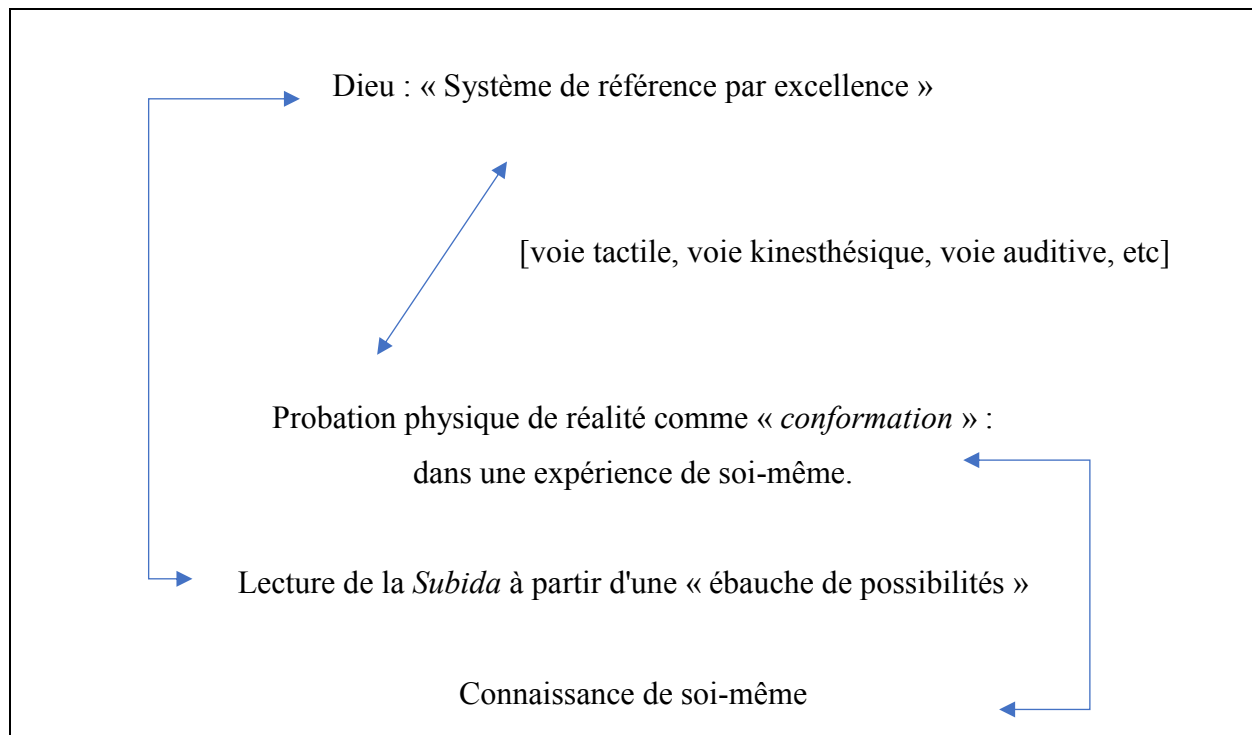 Dieu : « Système de référence par excellence »
[voie tactile, voie kinesthésique, voie auditive, etc]
Probation physique de réalité comme « conformation » :
dans une expérience de soi-même.
Lecture de la Subida à partir d'une « ébauche de possibilités »
Connaissance de soi-même